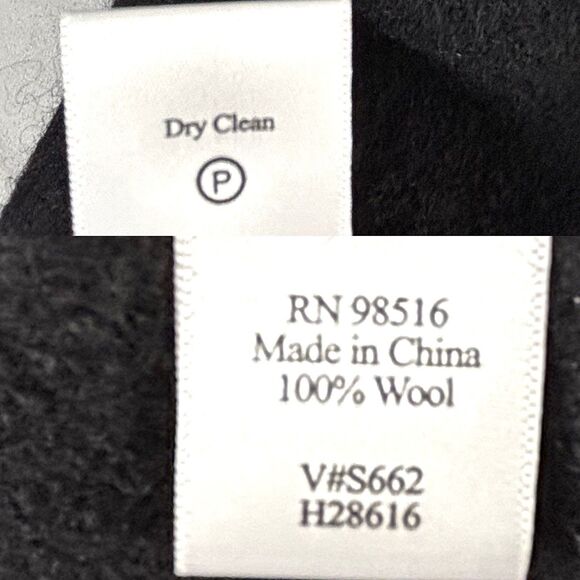 Dry Clean
P
RN 98516
Made in China
100% Wool
V#S662
H28616